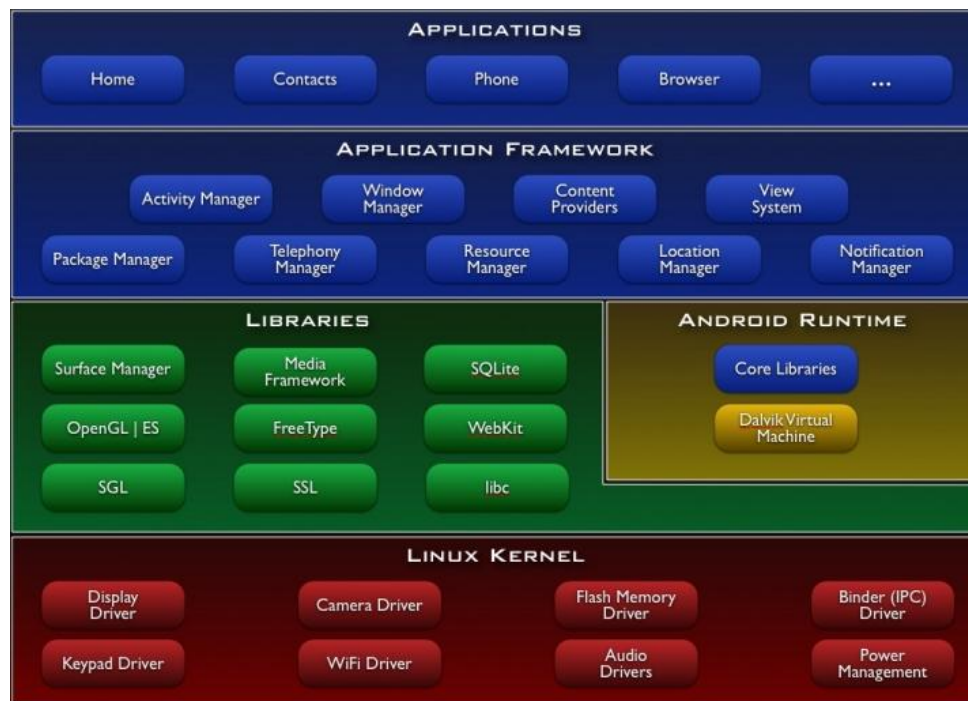 APPLICATIONS
Home
Contacts
Phone
Browser
...
APPLICATION FRAMEWORK
Activity Manager
Window
Manager
Content
Providers
View
System
Package Manager
Telephony
Manager
Resource
Manager
Location
Manager
Notification
Manager
LIBRARIES
Surface Manager
Media
Framework
SQLite
OpenGL | ES
FreeType
WebKit
SGL
SSL
libc
ANDROID RUNTIME
Core Libraries
Dalvik Virtual
Machine
LINUX KERNEL
Display
Driver
Camera Driver
Flash Memory
Driver
Binder (IPC)
Driver
Keypad Driver
WiFi Driver
Audio
Drivers
Power
Management